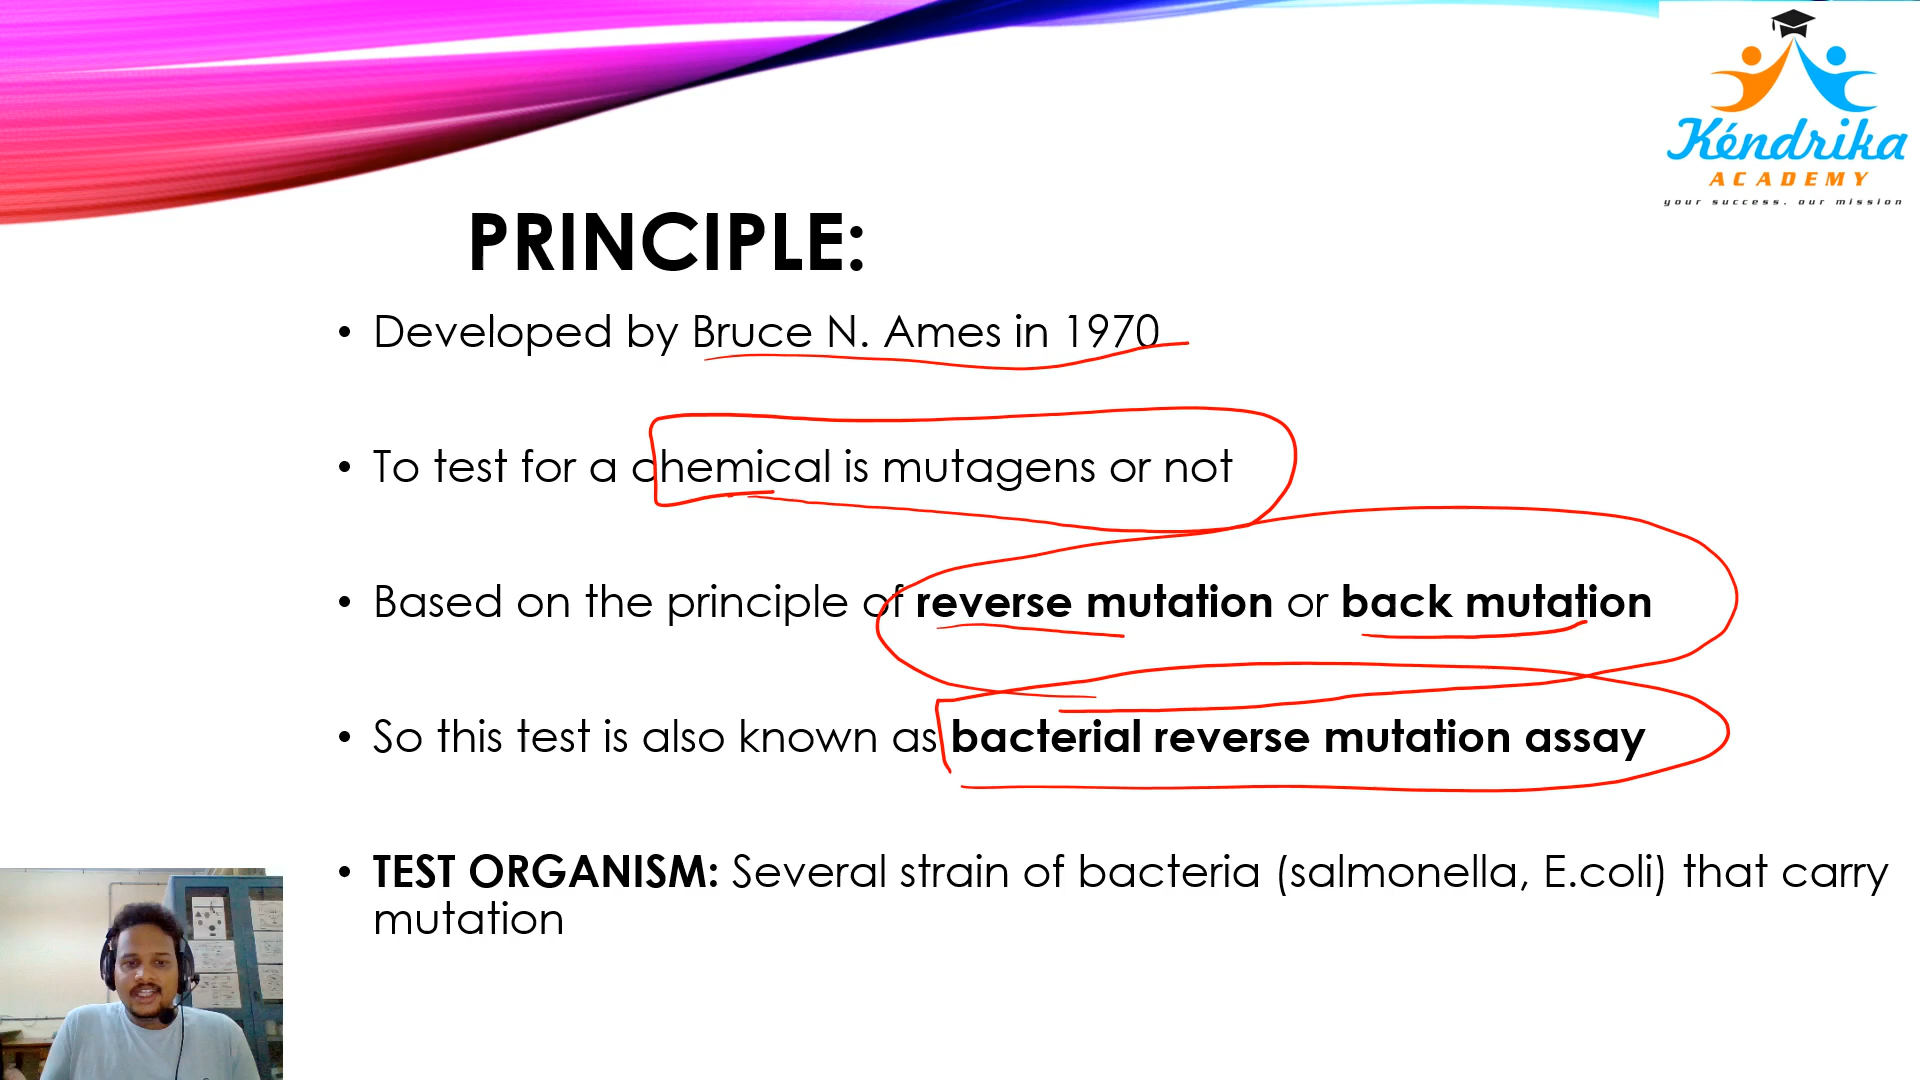 Kéndrika
ACADEMY
your success. our mission
PRINCIPLE:
• Developed by Bruce N. Ames in 1970
• To test for a chemical is mutagens or not
• Based on the principle of reverse mutation or back mutation
• So this test is also known as bacterial reverse mutation assay
• TEST ORGANISM: Several strain of bacteria (salmonella, E.coli) that carry
mutation